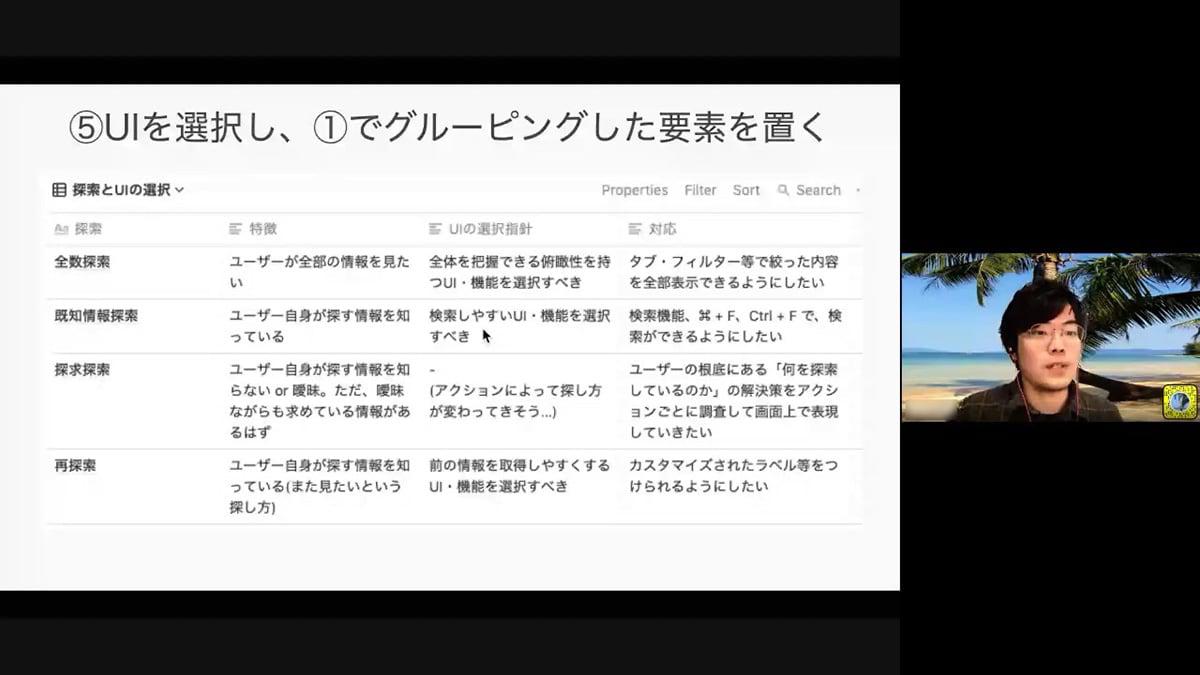 ⑤UIを選択し、①でグルーピングした要素を置く
探索とUIの選択
Properties Filter Sort Search
Aa 探索 特徴 UIの選択指針 対応
全数探索
ユーザーが全部の情報を見た
い
全体を把握できる俯瞰性を持
つUI・機能を選択すべき
タブ・フィルター等で絞った内容
を全部表示できるようにしたい
既知情報探索
ユーザー自身が探す情報を知
っている
検索しやすいUI・機能を選択
すべき
検索機能、⌘ + F、Ctrl + F で、検
索ができるようにしたい
探求探索
ユーザー自身が探す情報を知
らない or 曖昧。ただ、曖昧
ながらも求めている情報があ
るはず
-
(アクションによって探し方
が変わってきそう...)
ユーザーの根底にある「何を探索
しているのか」の解決策をアクシ
ョンごとに調査して画面上で表現
していきたい
再探索
ユーザー自身が探す情報を知
っている(また見たいという
探し方)
前の情報を取得しやすくする
UI・機能を選択すべき
カスタマイズされたラベル等をつ
けられるようにしたい